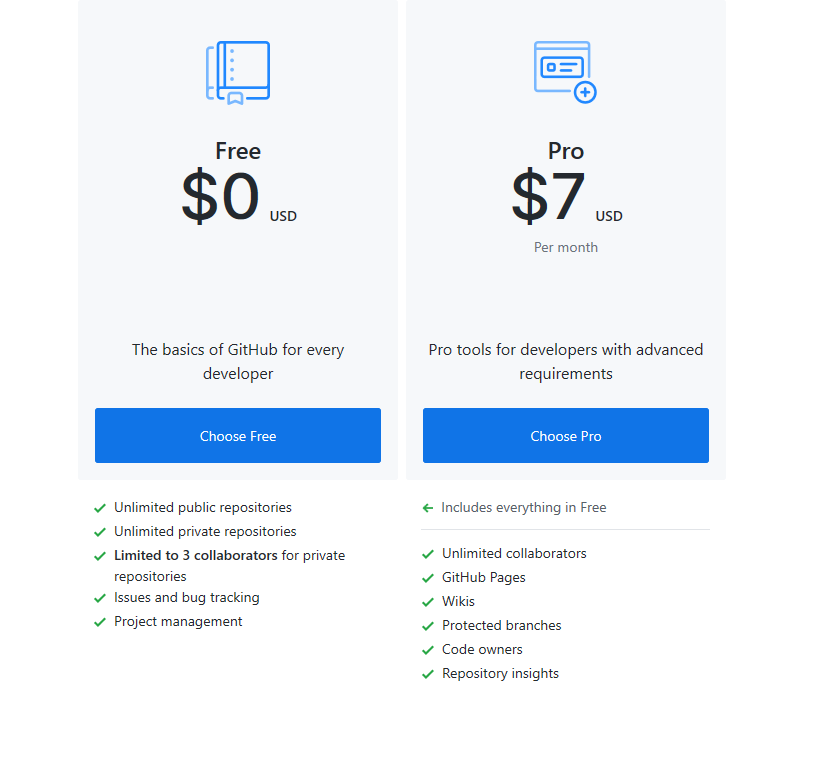 Free
$0 USD
The basics of GitHub for every
developer
Choose Free
Unlimited public repositories
Unlimited private repositories
Limited to 3 collaborators for private
repositories
Issues and bug tracking
Project management
Pro
$7 USD
Per month
Pro tools for developers with advanced
requirements
Choose Pro
Includes everything in Free
Unlimited collaborators
GitHub Pages
Wikis
Protected branches
Code owners
Repository insights